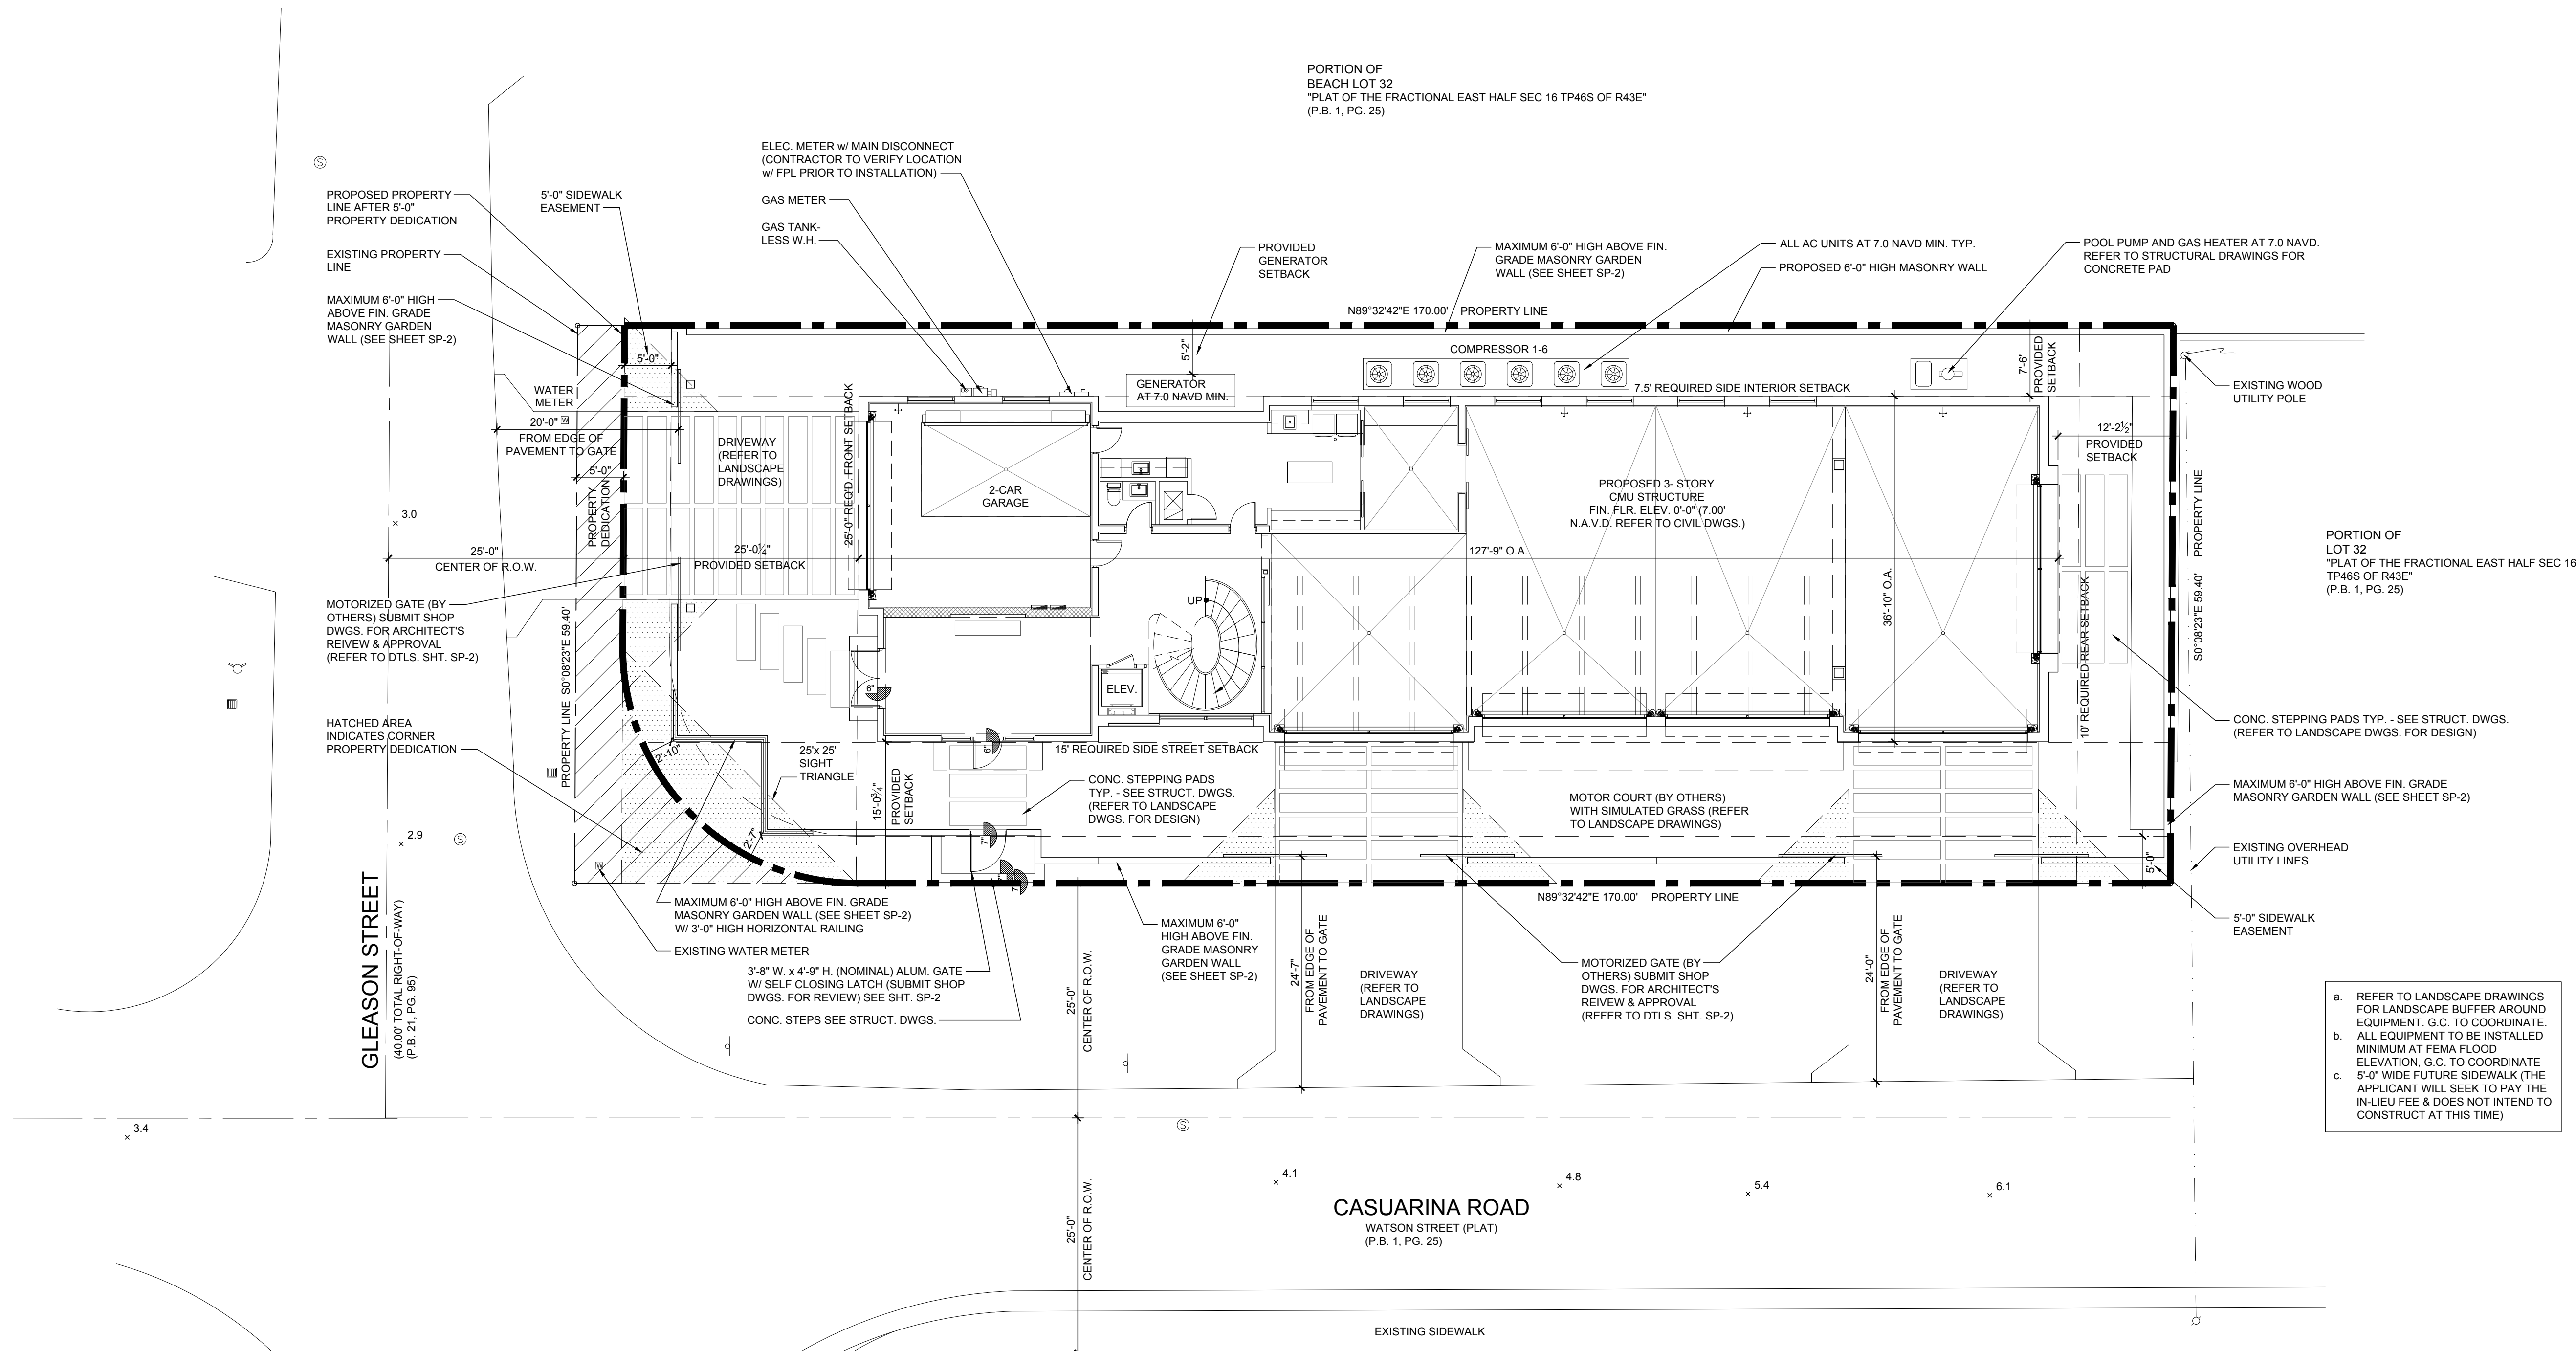 PORTION OF
BEACH LOT 32
"PLAT OF THE FRACTIONAL EAST HALF SEC 16 TP46S OF R43E"
(P.B. 1, PG. 25)
ELEC. METER w/ MAIN DISCONNECT
(CONTRACTOR TO VERIFY LOCATION
w/ FPL PRIOR TO INSTALLATION)
GAS METER
GAS TANK-
LESS W.H.
S
PROPOSED PROPERTY
LINE AFTER 5'-0"
PROPERTY DEDICATION
5'-0" SIDEWALK
EASEMENT
EXISTING PROPERTY
LINE
MAXIMUM 6'-0" HIGH
ABOVE FIN. GRADE
MASONRY GARDEN
WALL (SEE SHEET SP-2)
PROVIDED
GENERATOR
SETBACK
MAXIMUM 6'-0" HIGH ABOVE FIN.
GRADE MASONRY GARDEN
WALL (SEE SHEET SP-2)
ALL AC UNITS AT 7.0 NAVD MIN. TYP.
PROPOSED 6'-0" HIGH MASONRY WALL
POOL PUMP AND GAS HEATER AT 7.0 NAVD.
REFER TO STRUCTURAL DRAWINGS FOR
CONCRETE PAD
N89°32'42"E 170.00' PROPERTY LINE
5'-0"
5'-2"
COMPRESSOR 1-6
7'-6"
PROVIDED
SETBACK
WATER
METER
W
GENERATOR
AT 7.0 NAVD MIN.
7.5' REQUIRED SIDE INTERIOR SETBACK
EXISTING WOOD
UTILITY POLE
20'-0"
FROM EDGE OF
PAVEMENT TO GATE
5'-0"
PROPERTY
DEDICATION
DRIVEWAY
(REFER TO
LANDSCAPE
DRAWINGS)
25'-0" REQ'D. FRONT SETBACK
2-CAR
GARAGE
PROPOSED 3- STORY
CMU STRUCTURE
FIN. FLR. ELEV. 0'-0" (7.00'
N.A.V.D. REFER TO CIVIL DWGS.)
12'-2½"
PROVIDED
SETBACK
3.0
25'-0"
CENTER OF R.O.W.
25'-0¼"
PROVIDED SETBACK
127'-9" O.A.
36'-10" O.A.
10' REQUIRED REAR SETBACK
S0°08'23"E 59.40' PROPERTY LINE
PORTION OF
LOT 32
"PLAT OF THE FRACTIONAL EAST HALF SEC 16
TP46S OF R43E"
(P.B. 1, PG. 25)
MOTORIZED GATE (BY
OTHERS) SUBMIT SHOP
DWGS. FOR ARCHITECT'S
REIVEW & APPROVAL
(REFER TO DTLS. SHT. SP-2)
PROPERTY LINE S0°08'23"E 59.40'
UP
ELEV.
6"
HATCHED AREA
INDICATES CORNER
PROPERTY DEDICATION
2'-10"
25'x 25'
SIGHT
TRIANGLE
6"
15' REQUIRED SIDE STREET SETBACK
CONC. STEPPING PADS TYP. - SEE STRUCT. DWGS.
(REFER TO LANDSCAPE DWGS. FOR DESIGN)
15'-0¾"
PROVIDED
SETBACK
CONC. STEPPING PADS
TYP. - SEE STRUCT. DWGS.
(REFER TO LANDSCAPE
DWGS. FOR DESIGN)
MOTOR COURT (BY OTHERS)
WITH SIMULATED GRASS (REFER
TO LANDSCAPE DRAWINGS)
MAXIMUM 6'-0" HIGH ABOVE FIN. GRADE
MASONRY GARDEN WALL (SEE SHEET SP-2)
2.9
S
2'-7"
7"
7"
7"
W
5'-0"
EXISTING OVERHEAD
UTILITY LINES
N89°32'42"E 170.00' PROPERTY LINE
MAXIMUM 6'-0" HIGH ABOVE FIN. GRADE
MASONRY GARDEN WALL (SEE SHEET SP-2)
W/ 3'-0" HIGH HORIZONTAL RAILING
EXISTING WATER METER
3'-8" W. x 4'-9" H. (NOMINAL) ALUM. GATE
W/ SELF CLOSING LATCH (SUBMIT SHOP
DWGS. FOR REVIEW) SEE SHT. SP-2
CONC. STEPS SEE STRUCT. DWGS.
MAXIMUM 6'-0"
HIGH ABOVE FIN.
GRADE MASONRY
GARDEN WALL
(SEE SHEET SP-2)
5'-0" SIDEWALK
EASEMENT
GLEASON STREET
(40.00' TOTAL RIGHT-OF-WAY)
(P.B. 21, PG. 95)
25'-0"
CENTER OF R.O.W.
24'-7"
FROM EDGE OF
PAVEMENT TO GATE
DRIVEWAY
(REFER TO
LANDSCAPE
DRAWINGS)
MOTORIZED GATE (BY
OTHERS) SUBMIT SHOP
DWGS. FOR ARCHITECT'S
REIVEW & APPROVAL
(REFER TO DTLS. SHT. SP-2)
24'-0"
FROM EDGE OF
PAVEMENT TO GATE
DRIVEWAY
(REFER TO
LANDSCAPE
DRAWINGS)
a. REFER TO LANDSCAPE DRAWINGS
FOR LANDSCAPE BUFFER AROUND
EQUIPMENT. G.C. TO COORDINATE.
b. ALL EQUIPMENT TO BE INSTALLED
MINIMUM AT FEMA FLOOD
ELEVATION, G.C. TO COORDINATE
c. 5'-0" WIDE FUTURE SIDEWALK (THE
APPLICANT WILL SEEK TO PAY THE
IN-LIEU FEE & DOES NOT INTEND TO
CONSTRUCT AT THIS TIME)
3.4
S
25'-0"
CENTER OF R.O.W.
4.1
4.8
5.4
6.1
CASUARINA ROAD
WATSON STREET (PLAT)
(P.B. 1, PG. 25)
EXISTING SIDEWALK